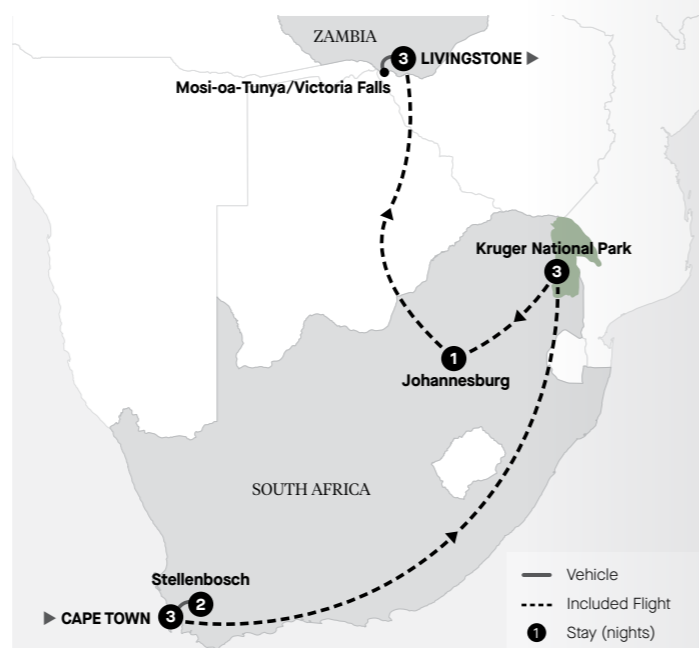 ZAMBIA
3 LIVINGSTONE ▶
Mosi-oa-Tunya/Victoria Falls
Kruger National Park
3
1
Johannesburg
SOUTH AFRICA
Stellenbosch
2
▶ CAPE TOWN 3
Vehicle
Included Flight
1 Stay (nights)